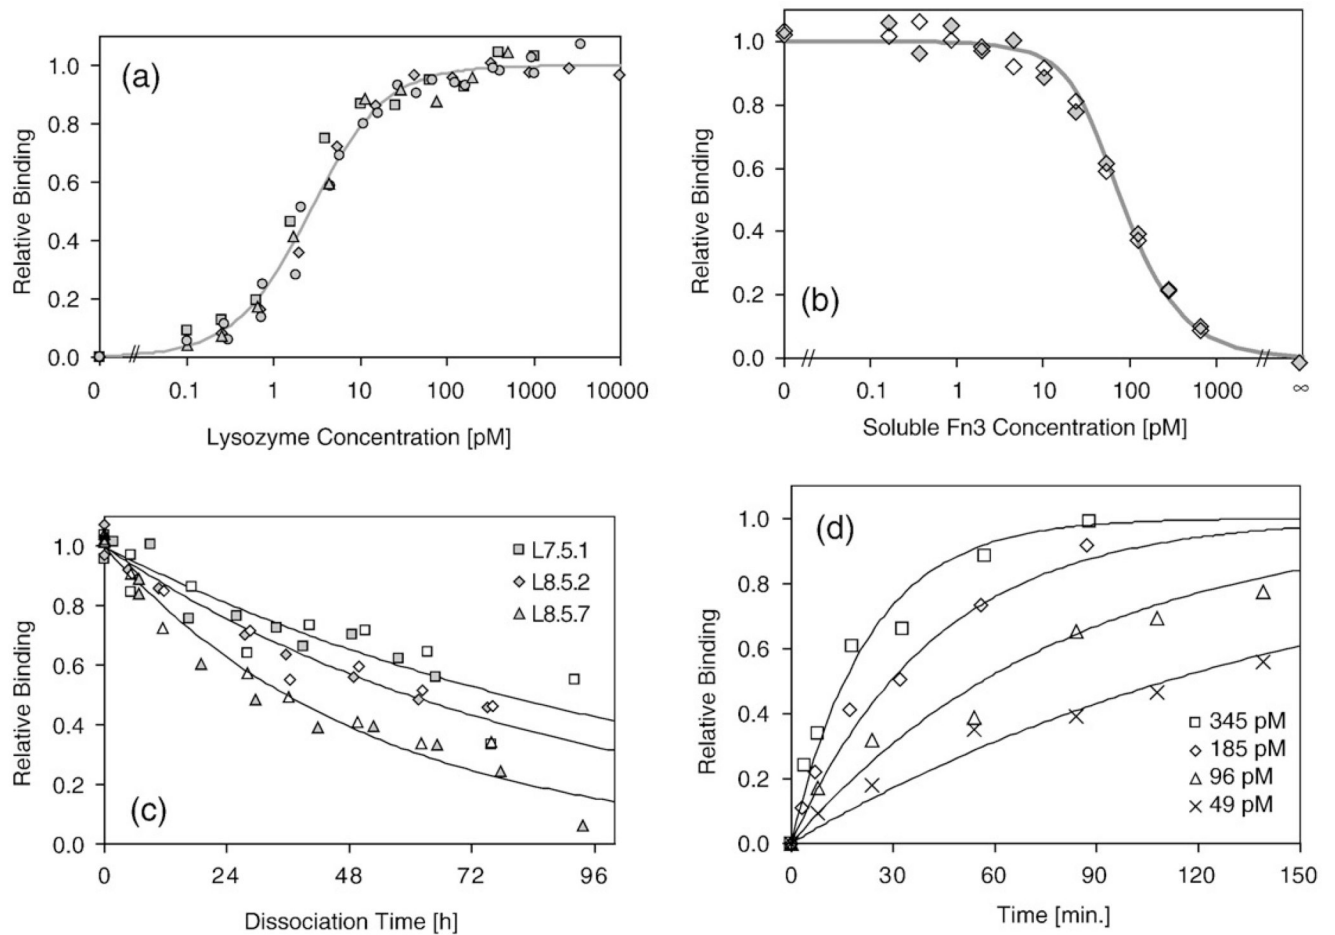 (a)
Relative Binding
1.0
0.8
0.6
0.4
0.2
0.0
0 0.1 1 10 100 1000 10000
Lysozyme Concentration [pM]
(b)
Relative Binding
1.0
0.8
0.6
0.4
0.2
0.0
0 0.1 1 10 100 1000 ∞
Soluble Fn3 Concentration [pM]
(c)
Relative Binding
1.0
0.8
0.6
0.4
0.2
0.0
L7.5.1
L8.5.2
L8.5.7
0 24 48 72 96
Dissociation Time [h]
(d)
Relative Binding
1.0
0.8
0.6
0.4
0.2
0.0
345 pM
185 pM
96 pM
49 pM
0 30 60 90 120 150
Time [min.]